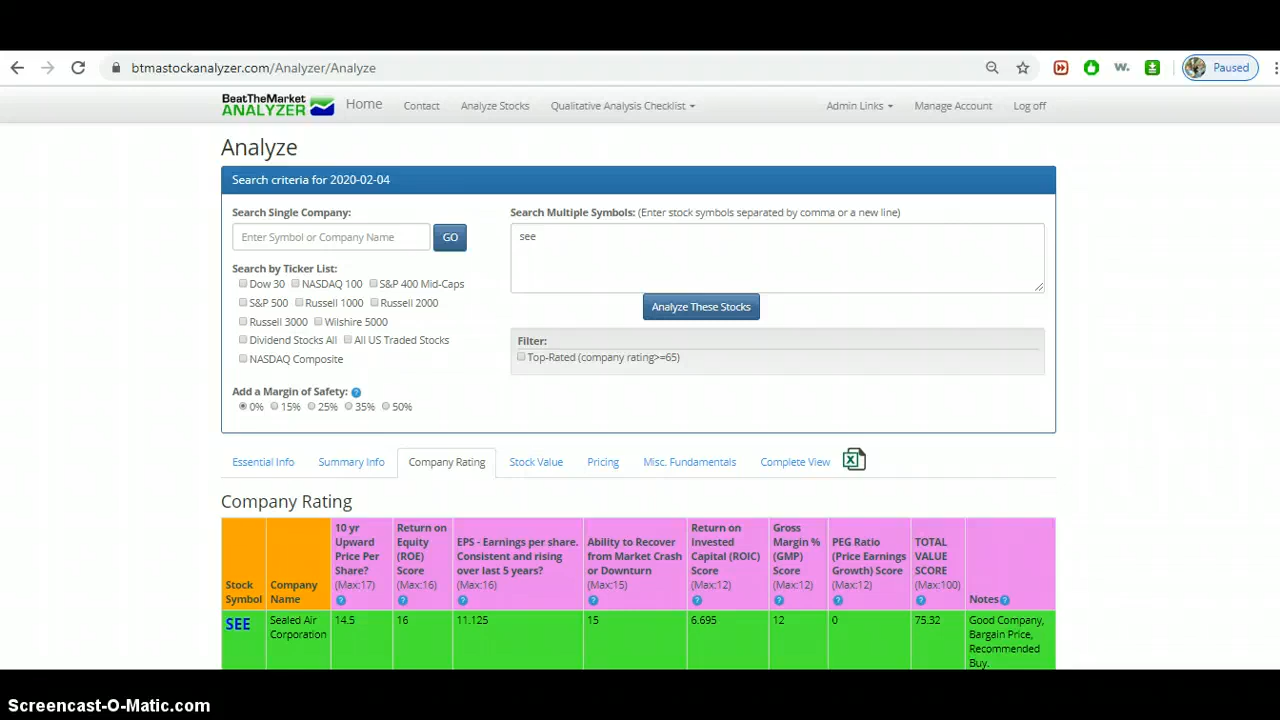 btmastockanalyzer.com/Analyzer/Analyze
W.
Paused
BeatTheMarket
ANALYZER
Home
Contact
Analyze Stocks
Qualitative Analysis Checklist
Admin Links
Manage Account
Log off
Analyze
Search criteria for 2020-02-04
Search Single Company:
Enter Symbol or Company Name
GO
Search Multiple Symbols: (Enter stock symbols separated by comma or a new line)
see
Analyze These Stocks
Search by Ticker List:
Dow 30 NASDAQ 100 S&P 400 Mid-Caps
S&P 500 Russell 1000 Russell 2000
Russell 3000 Wilshire 5000
Dividend Stocks All All US Traded Stocks
NASDAQ Composite
Filter:
Top-Rated (company rating>=65)
Add a Margin of Safety: ?
0% 15% 25% 35% 50%
Essential Info
Summary Info
Company Rating
Stock Value
Pricing
Misc. Fundamentals
Complete View
X
Company Rating
Stock
Symbol
Company
Name
10 yr
Upward
Price Per
Share?
(Max:17)
?
Return on
Equity
(ROE)
Score
(Max:16)
?
EPS - Earnings per share.
Consistent and rising
over last 5 years?
(Max:16)
?
Ability to Recover
from Market Crash
or Downturn
(Max:15)
?
Return on
Invested
Capital (ROIC)
Score
(Max:12)
?
Gross
Margin %
(GMP)
Score
(Max:12)
?
PEG Ratio
(Price Earnings
Growth) Score
(Max:12)
?
TOTAL
VALUE
SCORE
(Max:100)
?
Notes ?
SEE
Sealed Air
Corporation
14.5
16
11.125
15
6.695
12
0
75.32
Good Company,
Bargain Price,
Recommended
Buy.
Screencast-O-Matic.com